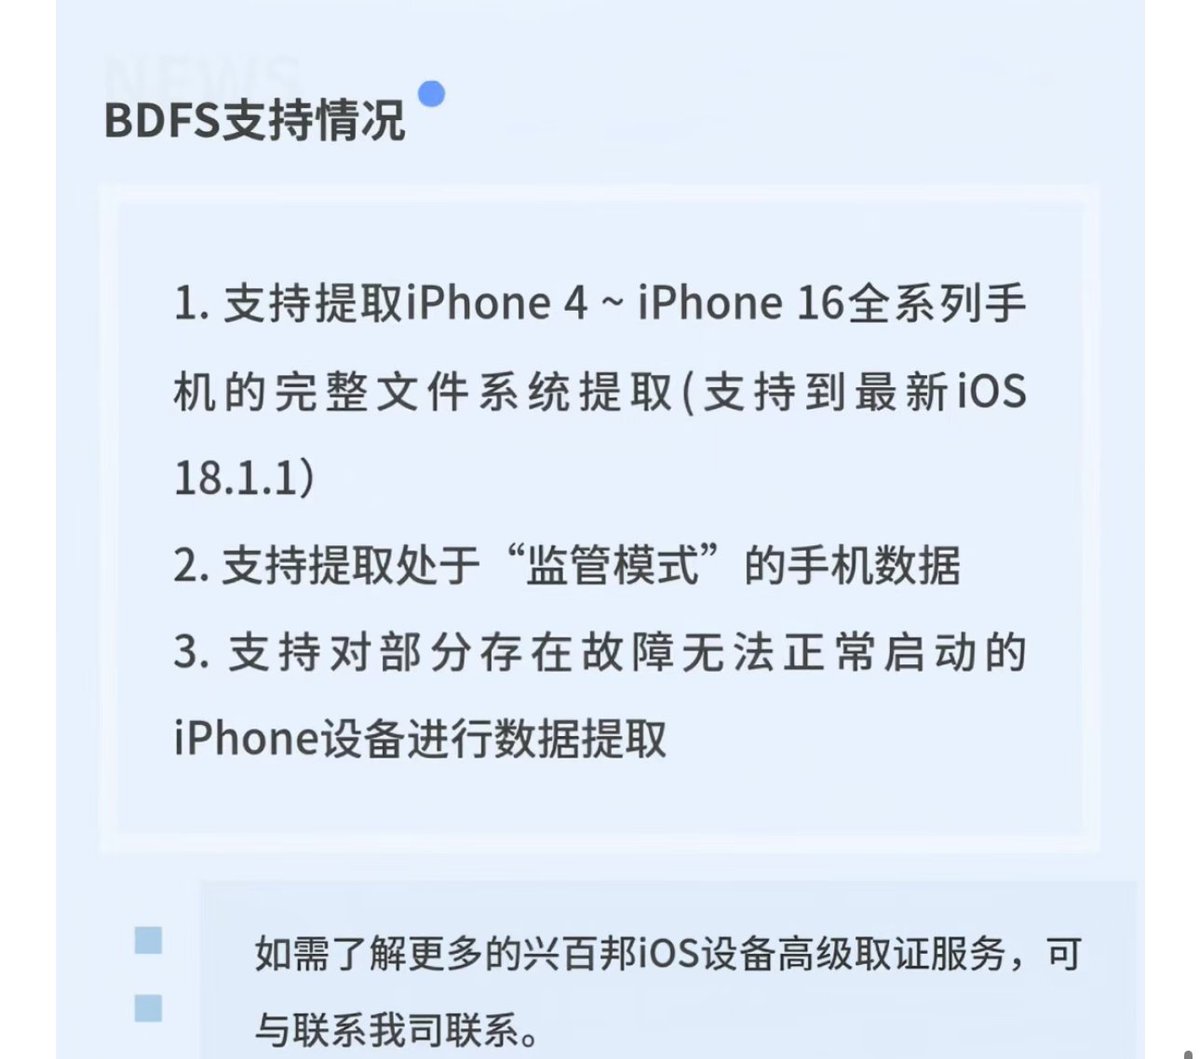 NEWS
BDFS支持情况
1. 支持提取iPhone 4 ~ iPhone 16全系列手
机的完整文件系统提取(支持到最新iOS
18.1.1）
2. 支持提取处于“监管模式”的手机数据
3. 支持对部分存在故障无法正常启动的
iPhone设备进行数据提取
如需了解更多的兴百邦iOS设备高级取证服务，可
与联系我司联系。